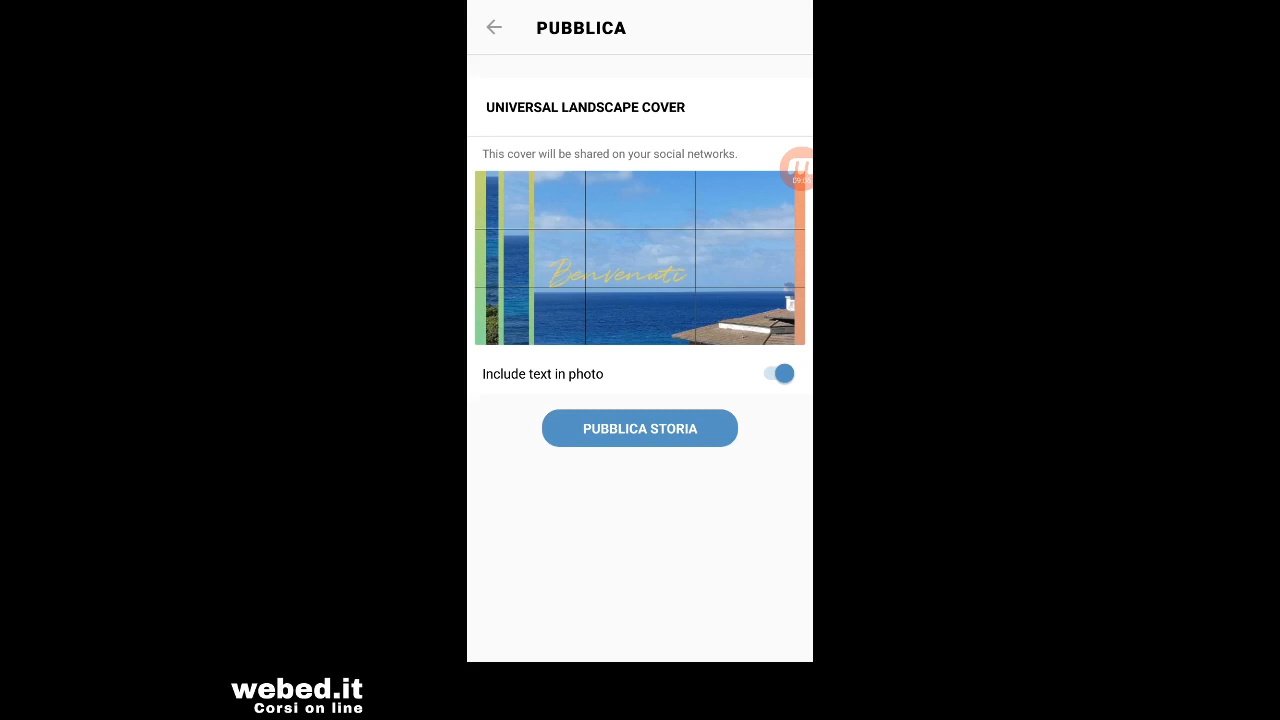 PUBBLICA
UNIVERSAL LANDSCAPE COVER
This cover will be shared on your social networks.
Benvenuti
Include text in photo
PUBBLICA STORIA
webed.it
Corsi on line